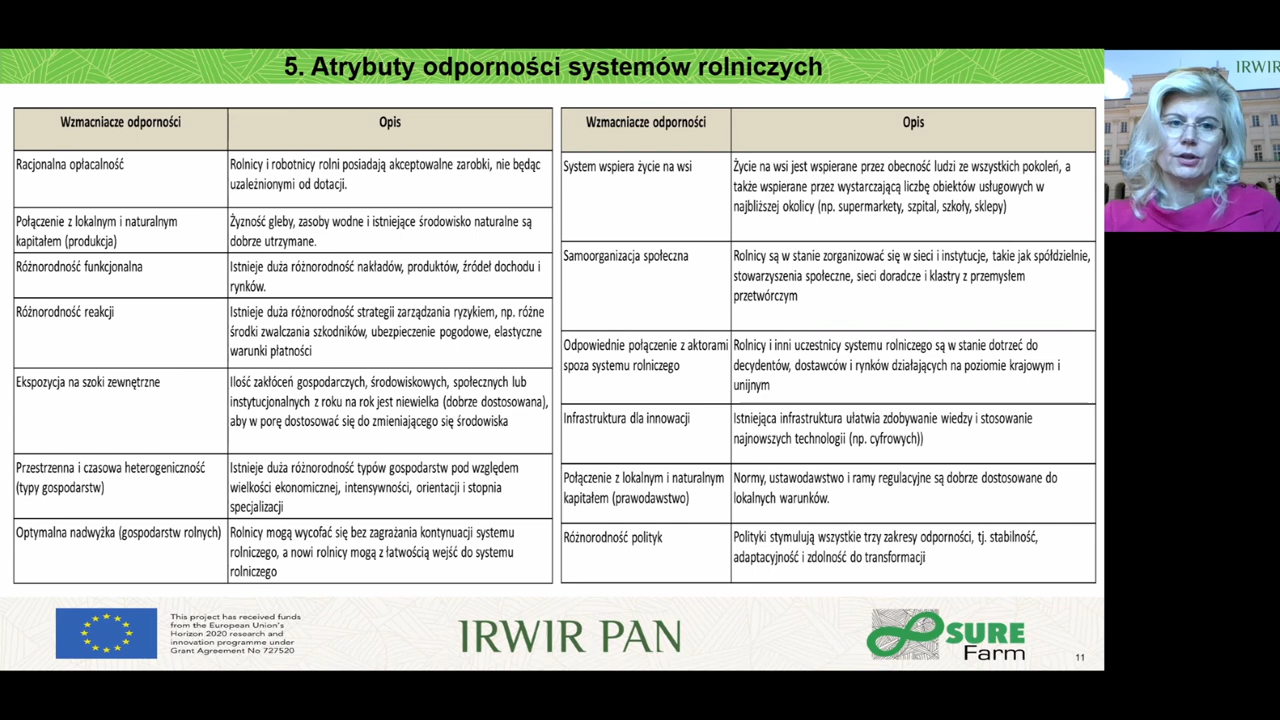 5. Atrybuty odporności systemów rolniczych
IRWIR
Wzmacniacze odporności
Opis
Racjonalna opłacalność
Rolnicy i robotnicy rolni posiadają akceptowalne zarobki, nie będąc
uzależnionymi od dotacji.
Połączenie z lokalnym i naturalnym
kapitałem (produkcja)
Żyzność gleby, zasoby wodne i istniejące środowisko naturalne są
dobrze utrzymane.
Różnorodność funkcjonalna
Istnieje duża różnorodność nakładów, produktów, źródeł dochodu i
rynków.
Różnorodność reakcji
Istnieje duża różnorodność strategii zarządzania ryzykiem, np. różne
środki zwalczania szkodników, ubezpieczenie pogodowe, elastyczne
warunki płatności
Ekspozycja na szoki zewnętrzne
Ilość zakłóceń gospodarczych, środowiskowych, społecznych lub
instytucjonalnych z roku na rok jest niewielka (dobrze dostosowana),
aby w porę dostosować się do zmieniającego się środowiska
Przestrzenna i czasowa heterogeniczność
(typy gospodarstw)
Istnieje duża różnorodność typów gospodarstw pod względem
wielkości ekonomicznej, intensywności, orientacji i stopnia
specjalizacji
Optymalna nadwyżka (gospodarstw rolnych)
Rolnicy mogą wycofać się bez zagrażania kontynuacji systemu
rolniczego, a nowi rolnicy mogą z łatwością wejść do systemu
rolniczego
Wzmacniacze odporności
Opis
System wspiera życie na wsi
Życie na wsi jest wspierane przez obecność ludzi ze wszystkich pokoleń, a
także wspierane przez wystarczającą liczbę obiektów usługowych w
najbliższej okolicy (np. supermarkety, szpital, szkoły, sklepy)
Samoorganizacja społeczna
Rolnicy są w stanie zorganizować się w sieci i instytucje, takie jak spółdzielnie,
stowarzyszenia społeczne, sieci doradcze i klastry z przemysłem
przetwórczym
Odpowiednie połączenie z aktorami
spoza systemu rolniczego
Rolnicy i inni uczestnicy systemu rolniczego są w stanie dotrzeć do
decydentów, dostawców i rynków działających na poziomie krajowym i
unijnym
Infrastruktura dla innowacji
Istniejąca infrastruktura ułatwia zdobywanie wiedzy i stosowanie
najnowszych technologii (np. cyfrowych))
Połączenie z lokalnym i naturalnym
kapitałem (prawodawstwo)
Normy, ustawodawstwo i ramy regulacyjne są dobrze dostosowane do
lokalnych warunków.
Różnorodność polityk
Polityki stymulują wszystkie trzy zakresy odporności, tj. stabilność,
adaptacyjność i zdolność do transformacji
This project has received funds
from the European Union's
Horizon 2020 research and
innovation programme under
Grant Agreement No 727520
IRWIR PAN
SURE
Farm
11